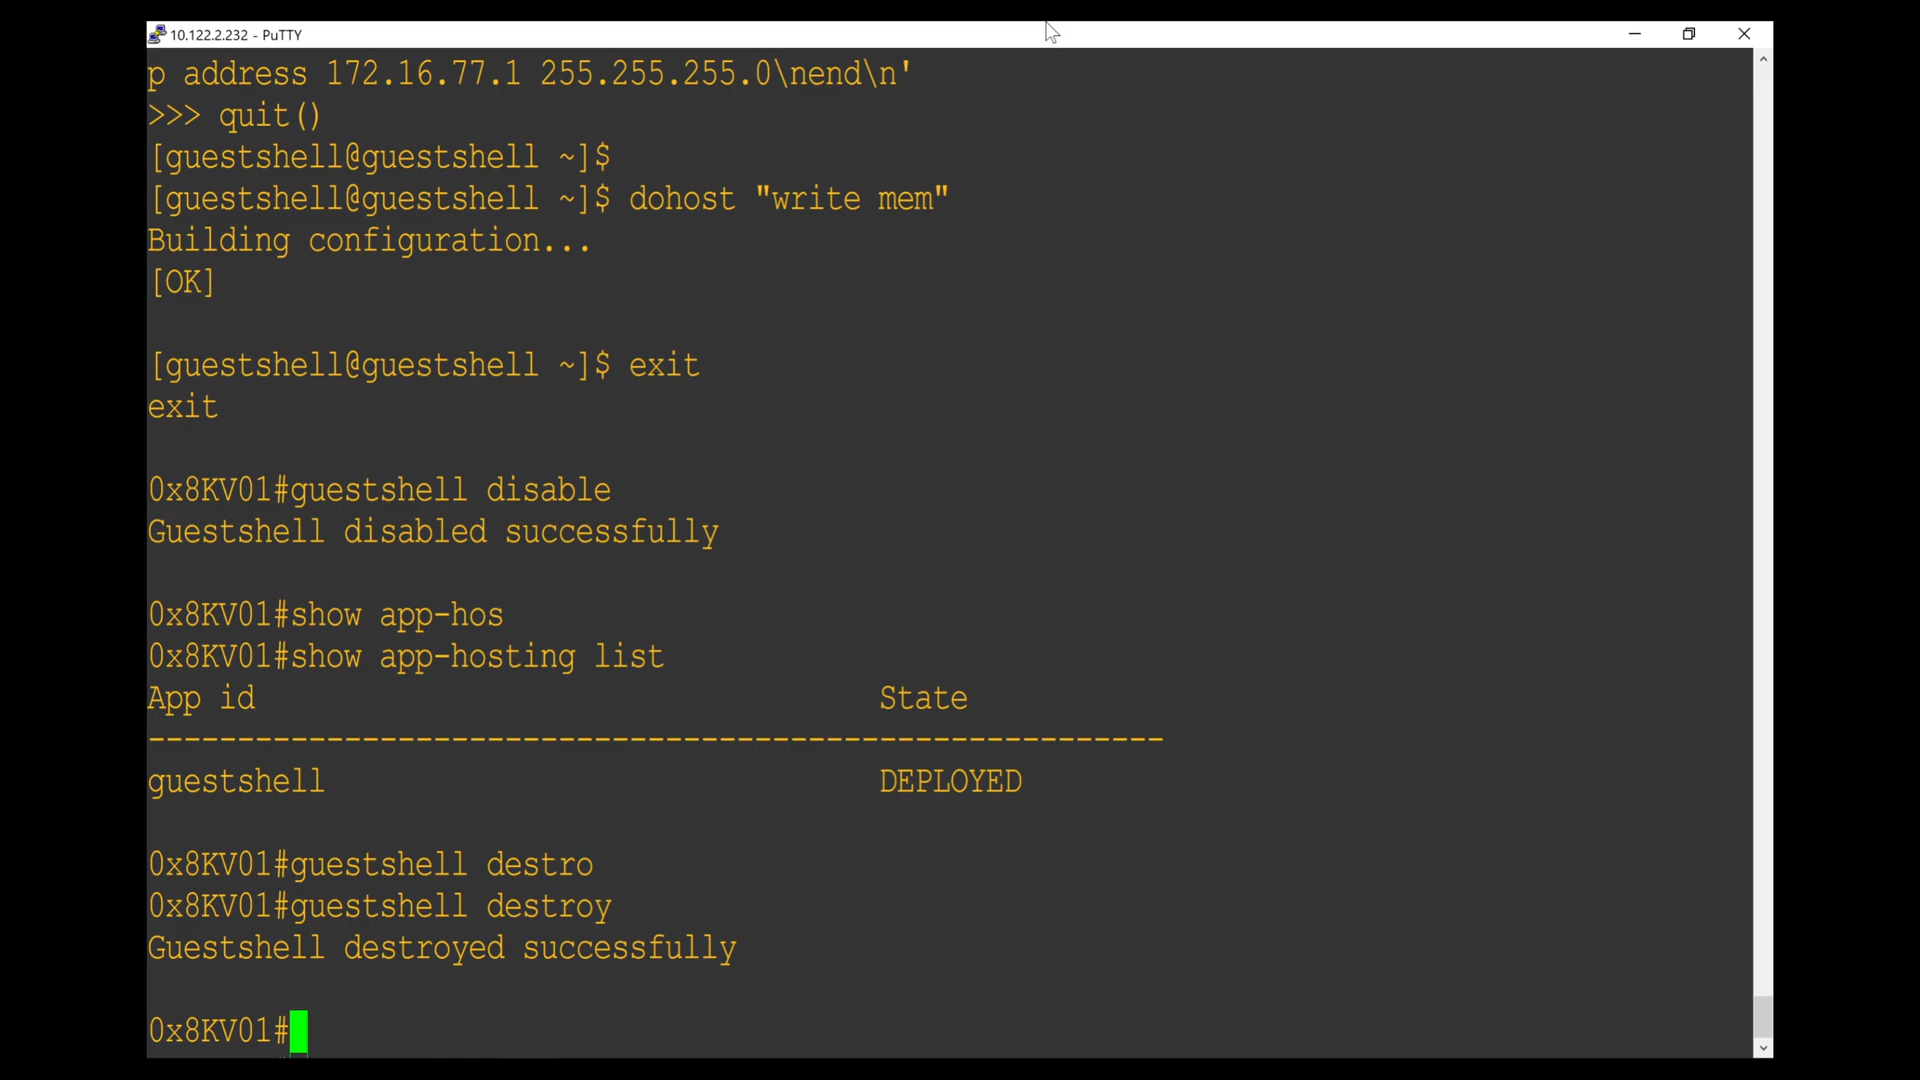 10.122.2.232 - PuTTY
p address 172.16.77.1 255.255.255.0\nend\n'
>>> quit()
[guestshell@guestshell ~]$
[guestshell@guestshell ~]$ dohost "write mem"
Building configuration...
[OK]
[guestshell@guestshell ~]$ exit
exit
0x8KV01#guestshell disable
Guestshell disabled successfully
0x8KV01#show app-hos
0x8KV01#show app-hosting list
App id State
---------------------------------------------------------
guestshell DEPLOYED
0x8KV01#guestshell destro
0x8KV01#guestshell destroy
Guestshell destroyed successfully
0x8KV01#